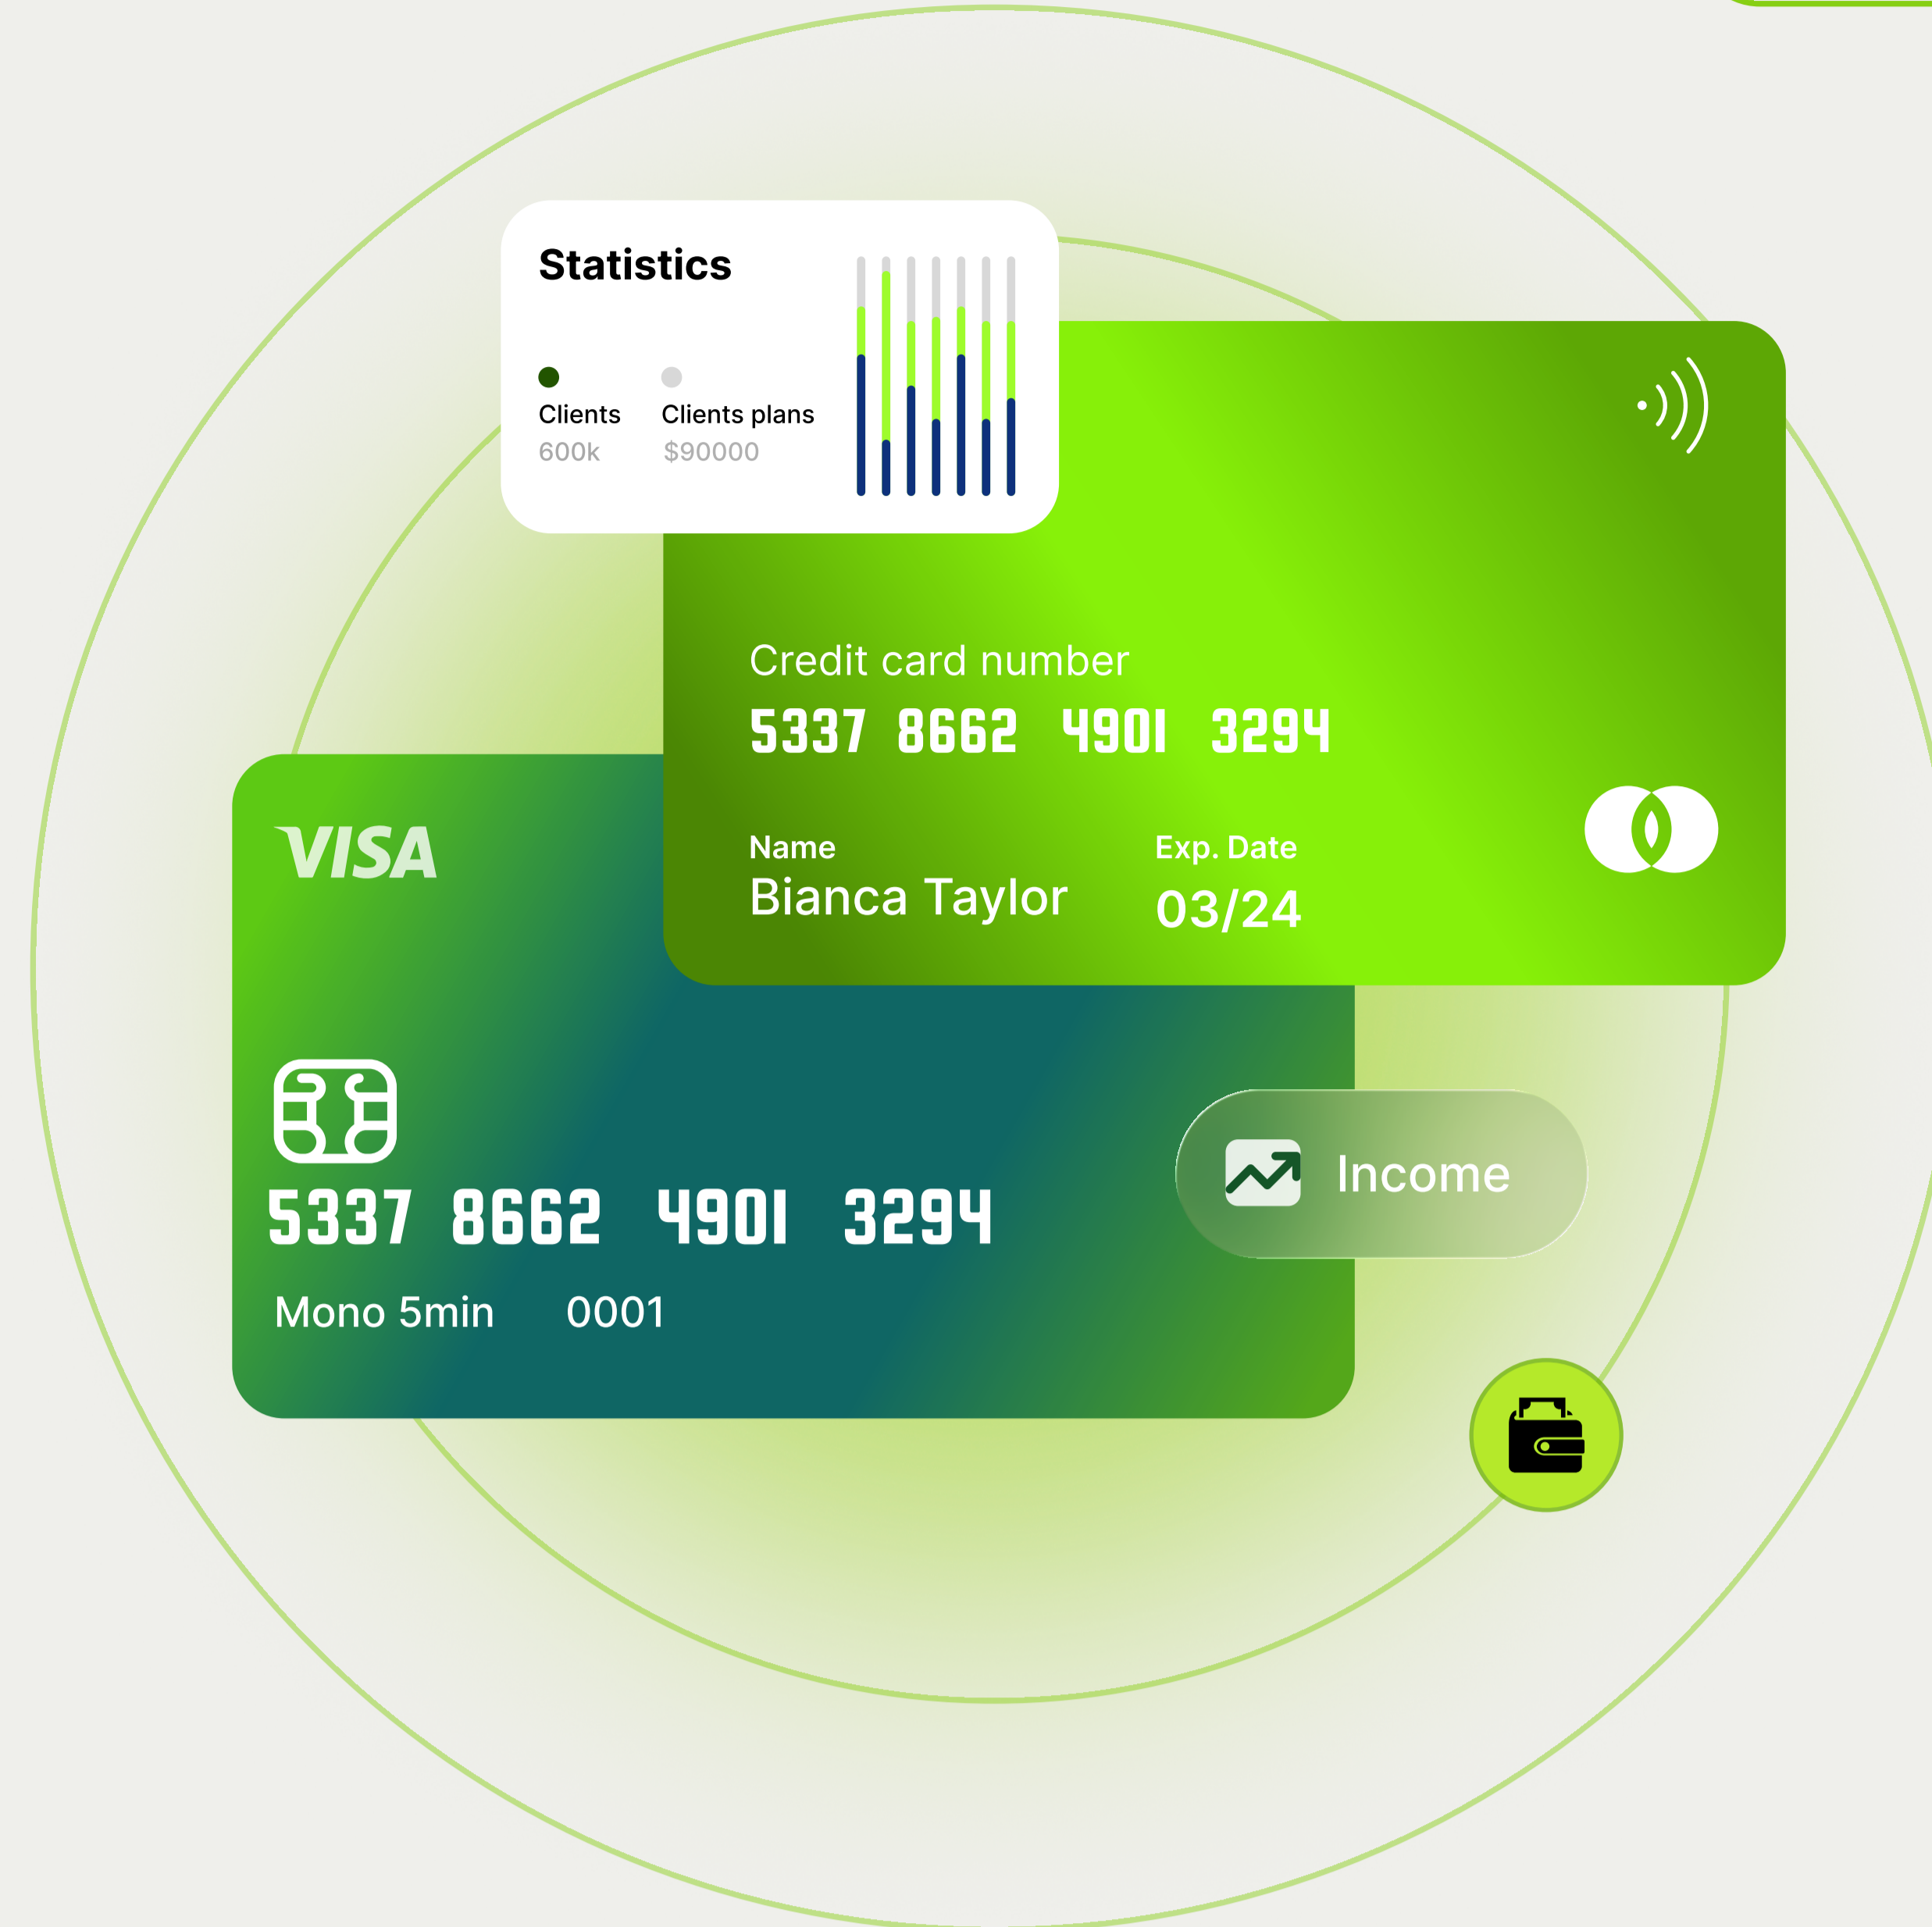 Statistics
Clients
Clients plans
600k
$90000
Credit card number
5337 8662 4901 3294
Name
Exp. Date
Bianca Taylor
03/24
VISA
5337 8662 4901 3294
Mono 5min 0001
Income